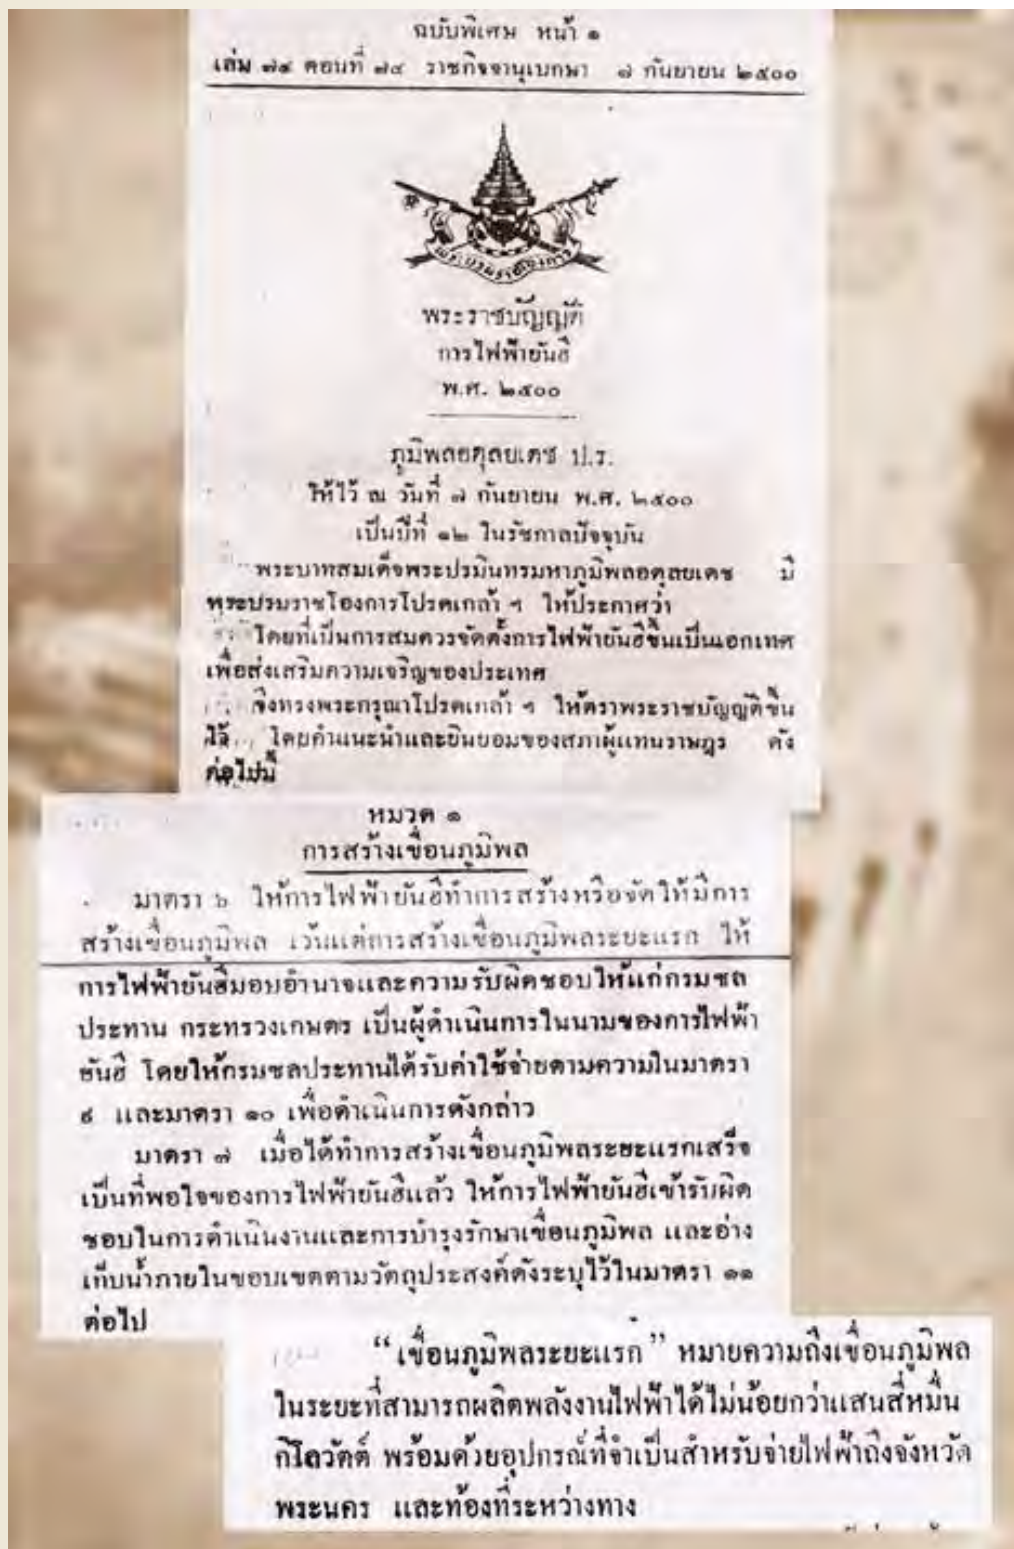 ฉบับพิเศษ หน้า ๑
เล่ม ๗๔ ตอนที่ ๗๘ ราชกิจจานุเบกษา ๗ กันยายน ๒๕๐๐
พระบรมราชโองการ
พระราชบัญญัติ
การไฟฟ้ายันฮี
พ.ศ. ๒๕๐๐
ภูมิพลอดุลยเดช ป.ร.
ให้ไว้ ณ วันที่ ๗ กันยายน พ.ศ. ๒๕๐๐
เป็นปีที่ ๑๒ ในรัชกาลปัจจุบัน
พระบาทสมเด็จพระปรมินทรมหาภูมิพลอดุลยเดช มี
พระบรมราชโองการโปรดเกล้า ฯ ให้ประกาศว่า
โดยที่เป็นการสมควรจัดตั้งการไฟฟ้ายันฮีขึ้นเป็นเอกเทศ
เพื่อส่งเสริมความเจริญของประเทศ
จึงทรงพระกรุณาโปรดเกล้า ฯ ให้ตราพระราชบัญญัติขึ้น
ไว้ โดยคำแนะนำและยินยอมของสภาผู้แทนราษฎร ดัง
ต่อไปนี้
หมวด ๑
การสร้างเขื่อนภูมิพล
มาตรา ๖ ให้การไฟฟ้ายันฮีทำการสร้างหรือจัดให้มีการ
สร้างเขื่อนภูมิพล เว้นแต่การสร้างเขื่อนภูมิพลระยะแรก ให้
การไฟฟ้ายันฮีมอบอำนาจและความรับผิดชอบให้แก่กรมชล
ประทาน กระทรวงเกษตร เป็นผู้ดำเนินการในนามของการไฟฟ้า
ยันฮี โดยให้กรมชลประทานได้รับค่าใช้จ่ายตามความในมาตรา
๙ และมาตรา ๑๐ เพื่อดำเนินการดังกล่าว
มาตรา ๗ เมื่อได้ทำการสร้างเขื่อนภูมิพลระยะแรกเสร็จ
เป็นที่พอใจของการไฟฟ้ายันฮีแล้ว ให้การไฟฟ้ายันฮีเข้ารับผิด
ชอบในการดำเนินงานและการบำรุงรักษาเขื่อนภูมิพล และอ่าง
เก็บน้ำภายในขอบเขตตามวัตถุประสงค์ดังระบุไว้ในมาตรา ๑๑
ต่อไป
“เขื่อนภูมิพลระยะแรก” หมายความถึงเขื่อนภูมิพล
ในระยะที่สามารถผลิตพลังงานไฟฟ้าได้ไม่น้อยกว่าแสนสี่หมื่น
กิโลวัตต์ พร้อมด้วยอุปกรณ์ที่จำเป็นสำหรับจ่ายไฟฟ้าถึงจังหวัด
พระนคร และท้องที่ระหว่างทาง